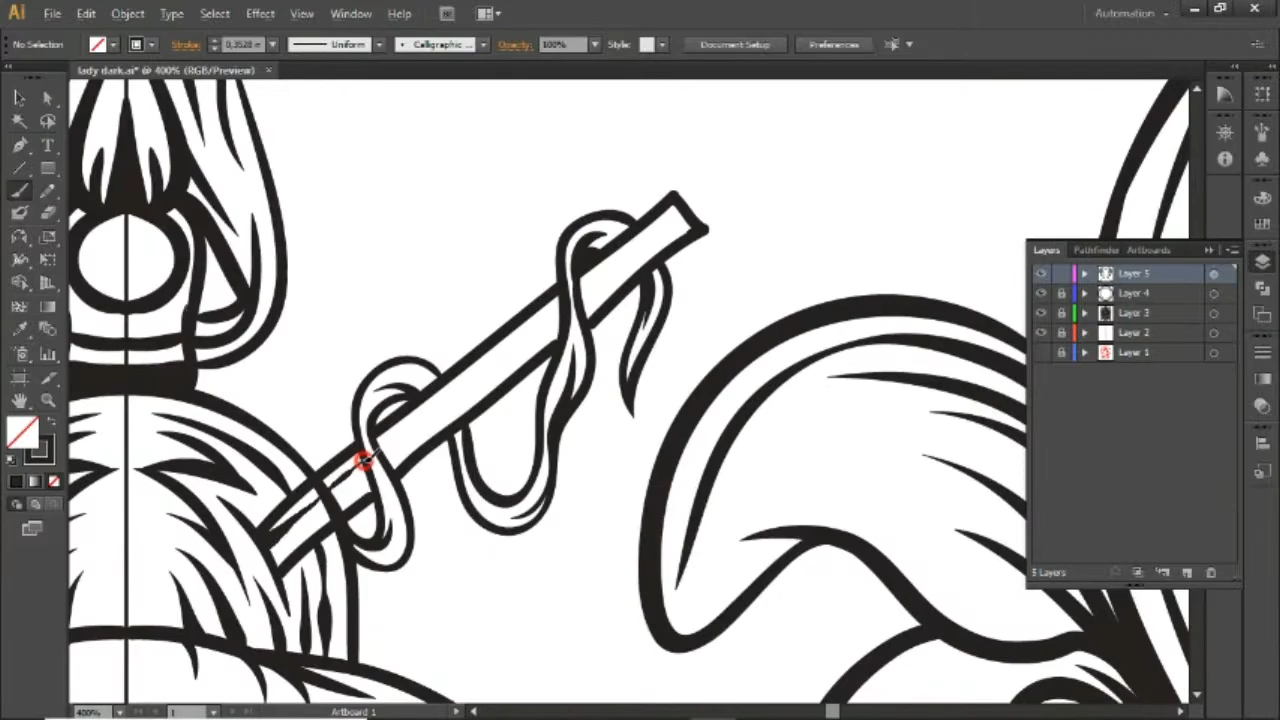 Ai File Edit Object Type Select Effect View Window Help Automation
No Selection Stroke: Uniform Calligraphic ... Opacity: 100% Style: Document Setup Preferences
lady dark.ai* @ 400% (RGB/Preview) ×
Layers Pathfinder Artboards
Layer 5
Layer 4
Layer 3
Layer 2
Layer 1
5 Layers
400% 1 Artboard 1